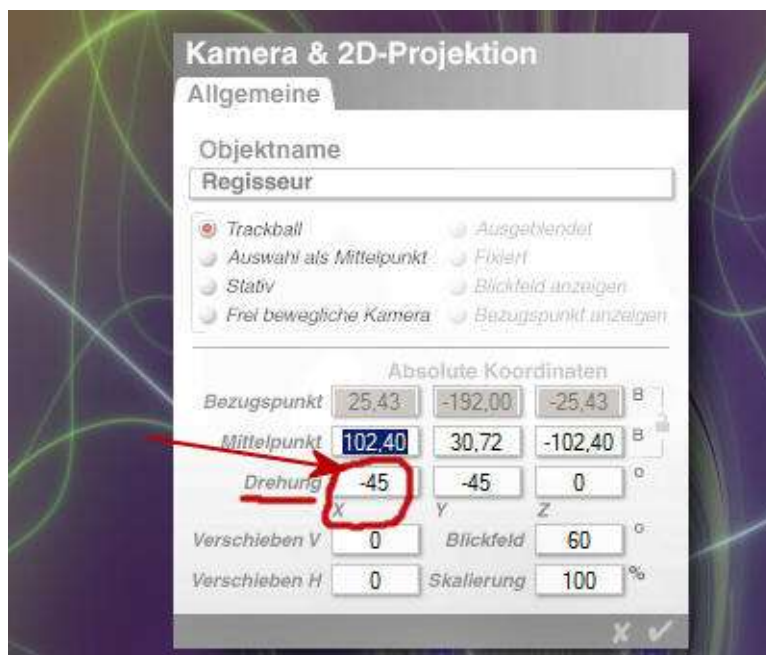 Kamera & 2D-Projektion
Allgemeine
Objektname
Regisseur
Trackball Ausgeblendet
Auswahl als Mittelpunkt Fixiert
Stativ Blickfeld anzeigen
Frei bewegliche Kamera Bezugspunkt anzeigen
Absolute Koordinaten
Bezugspunkt 25,43 -192,00 -25,43 B
Mittelpunkt 102,40 30,72 -102,40 B
Drehung -45 -45 0 °
X Y Z
Verschieben V 0 Blickfeld 60 °
Verschieben H 0 Skalierung 100 %